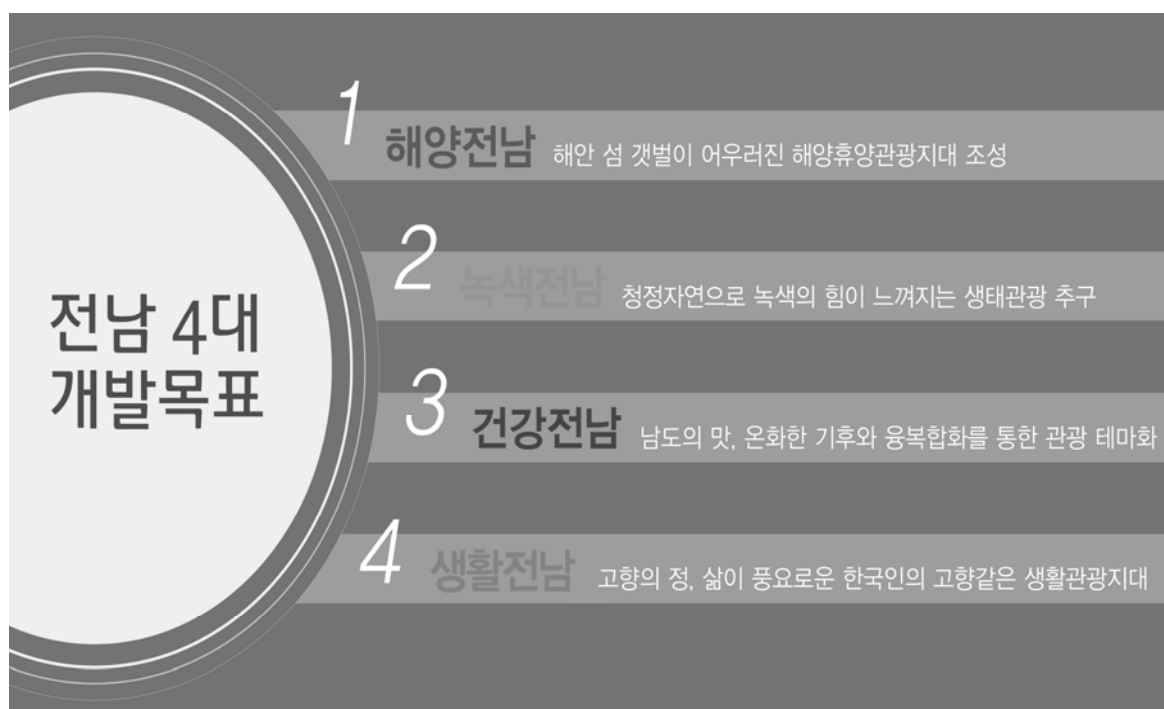 전남 4대
개발목표
1
해양전남 해안 섬 갯벌이 어우러진 해양휴양관광지대 조성
2
녹색전남 청정자연으로 녹색의 힘이 느껴지는 생태관광 추구
3
건강전남 남도의 맛, 온화한 기후와 융복합화를 통한 관광 테마화
4
생활전남 고향의 정, 삶이 풍요로운 한국인의 고향같은 생활관광지대